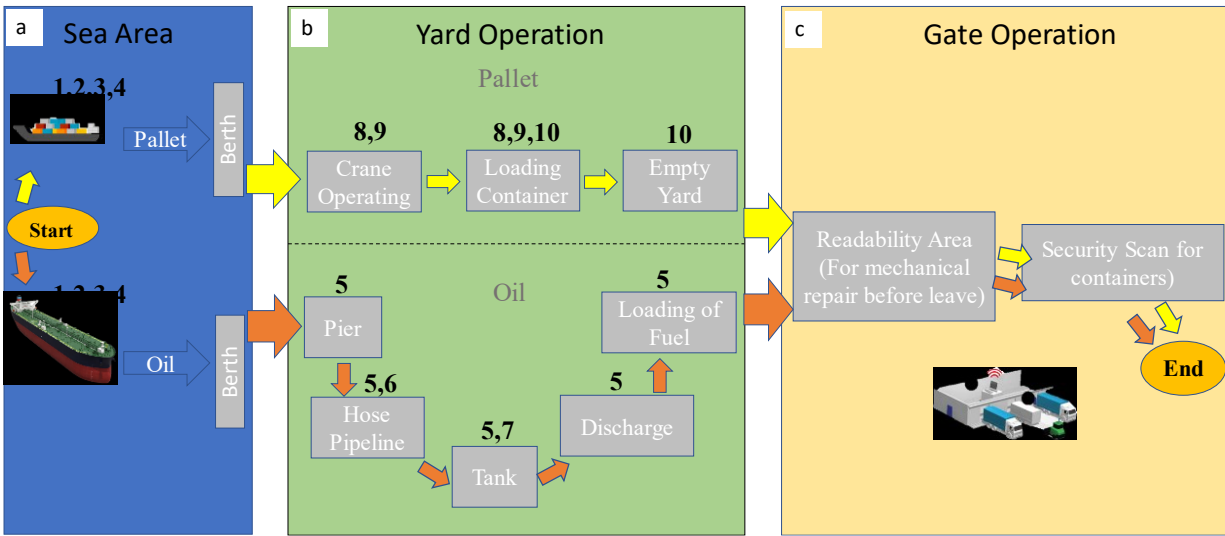 a
Sea Area
1,2,3,4
Pallet
Berth
Start
1,2,3,4
Oil
Berth
b
Yard Operation
Pallet
8,9
Crane
Operating
8,9,10
Loading
Container
10
Empty
Yard
Oil
5
Pier
5,6
Hose
Pipeline
5,7
Tank
5
Discharge
5
Loading of
Fuel
c
Gate Operation
Readability Area
(For mechanical
repair before leave)
Security Scan for
containers)
End